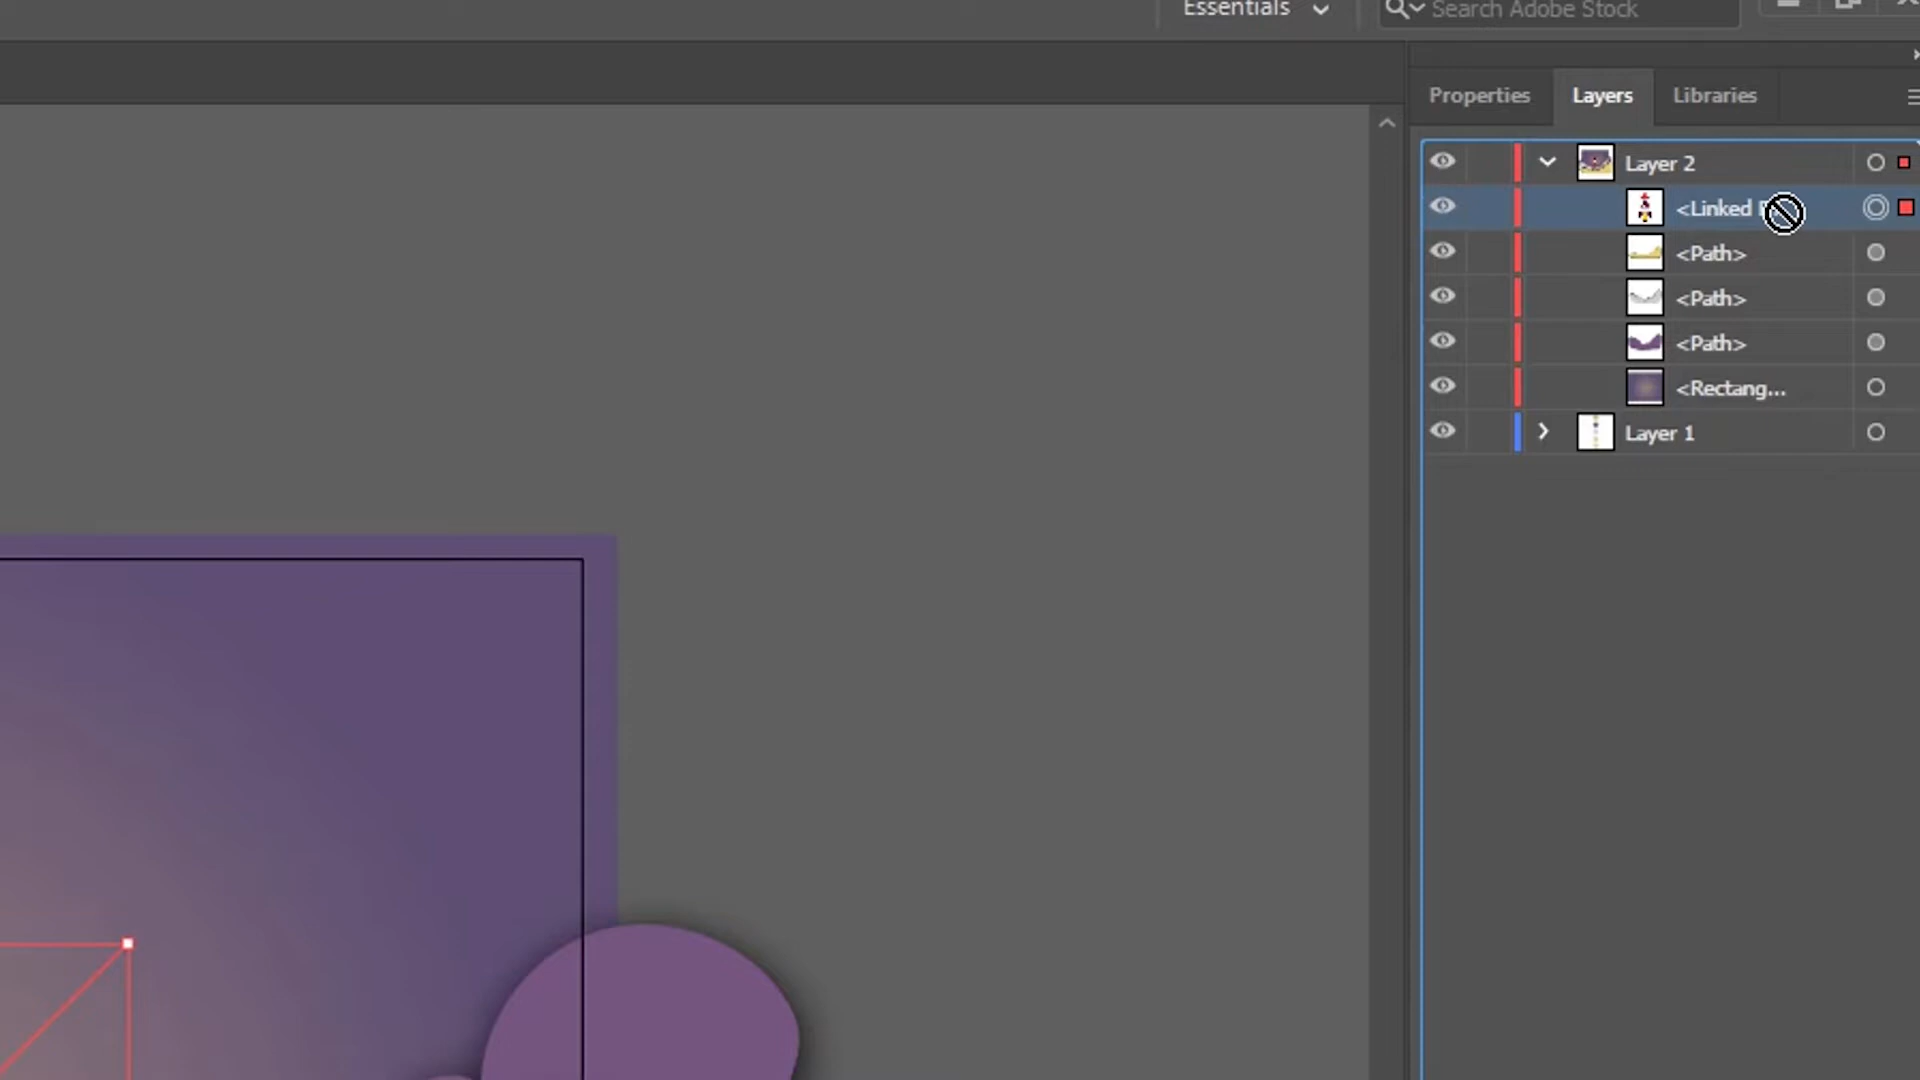 Essentials
Search Adobe Stock
Properties
Layers
Libraries
Layer 2
<Linked
<Path>
<Path>
<Path>
<Rectang...
Layer 1